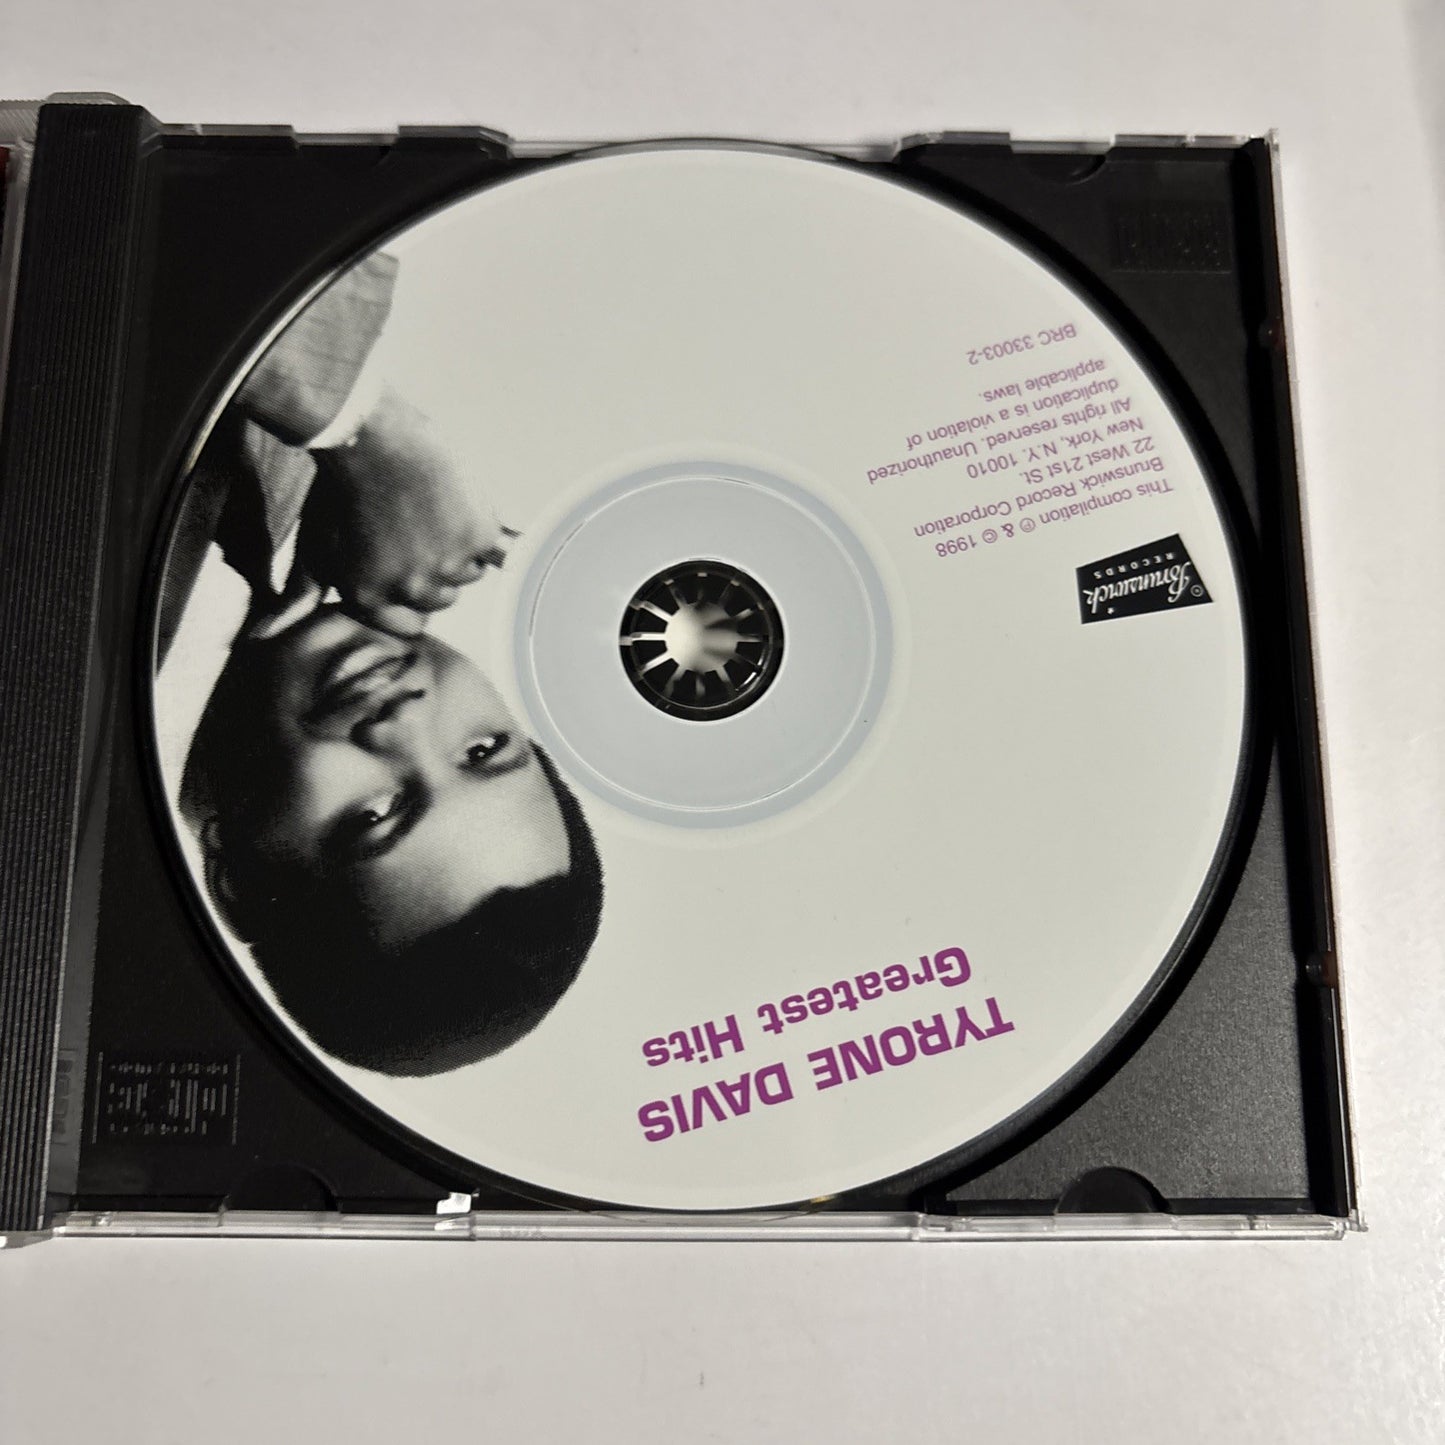 TYRONE DAVIS
Greatest Hits
Brunswick®
RECORDS
This compilation ℗ & © 1998
Brunswick Record Corporation
22 West 21st St.
New York, N.Y. 10010
All rights reserved. Unauthorized
duplication is a violation of
applicable laws.
BRC 33003-2